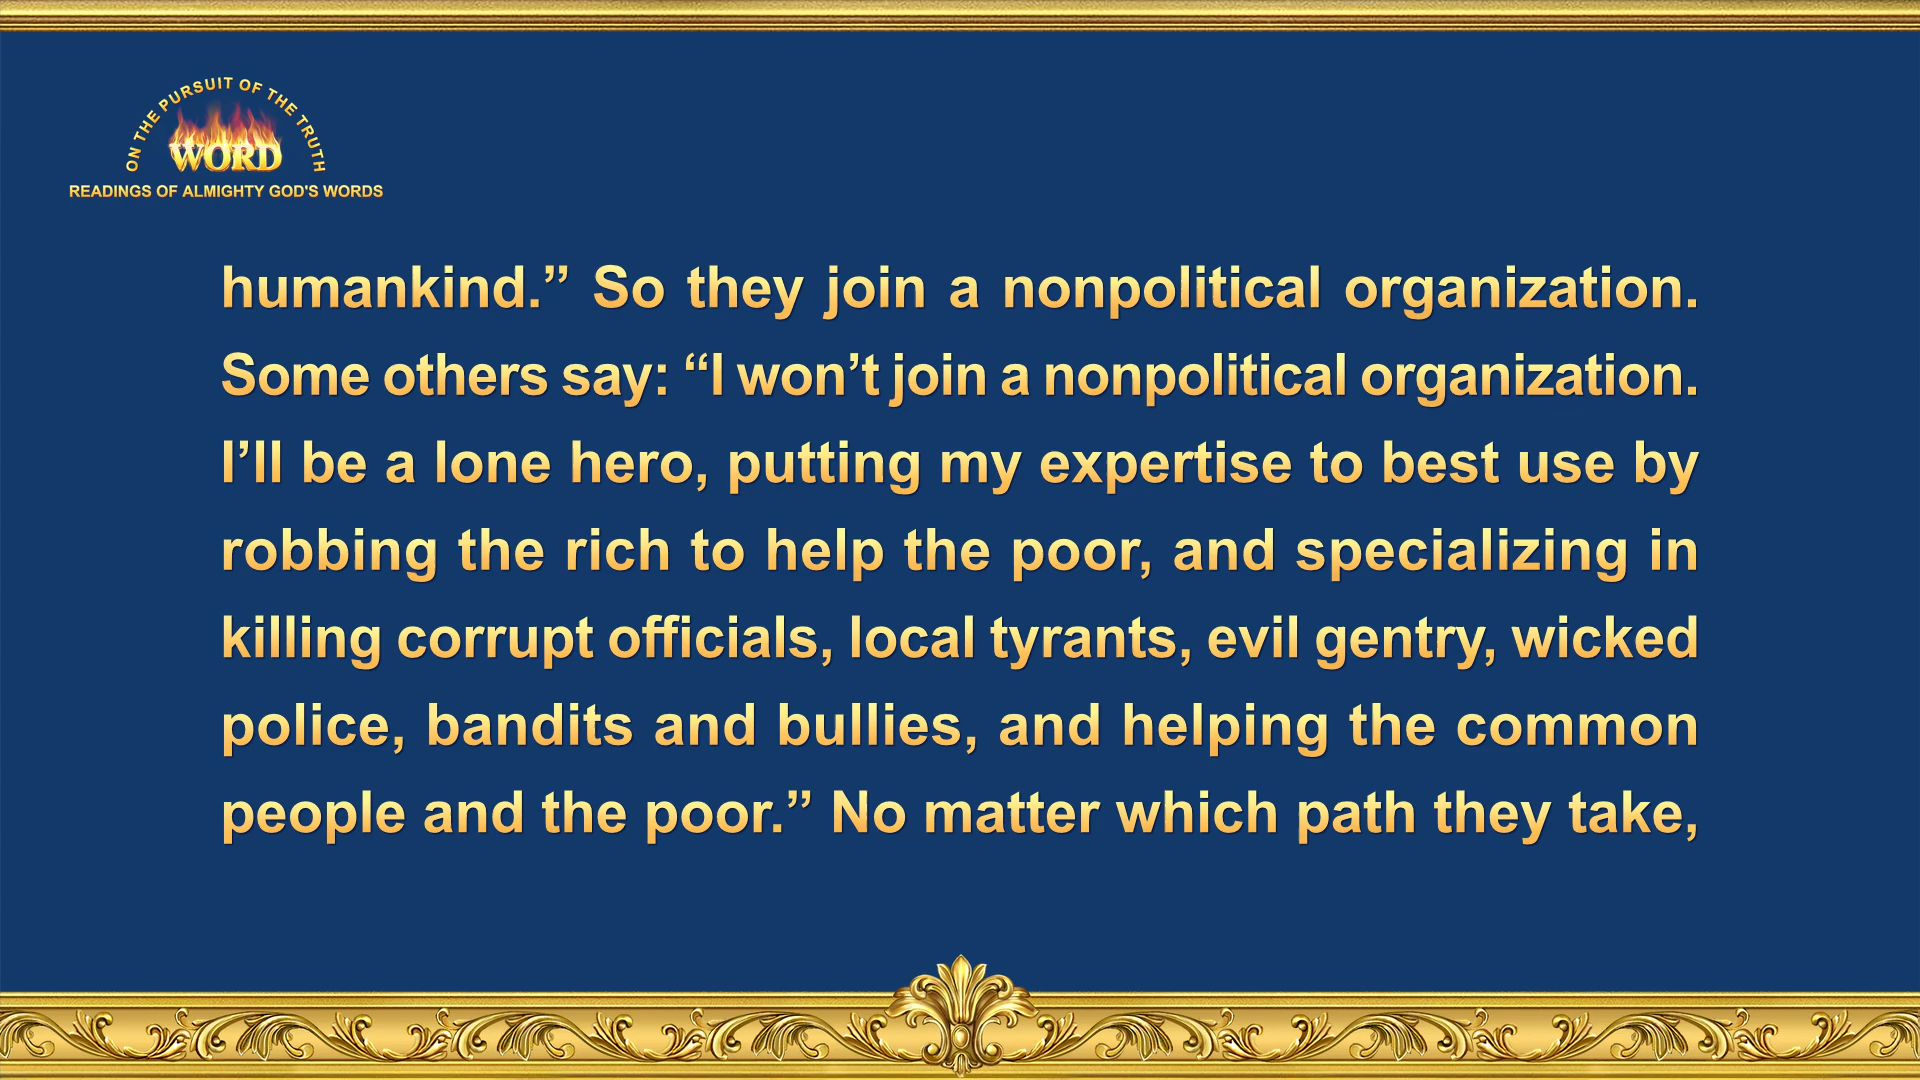 ON THE PURSUIT OF THE TRUTH
WORD
READINGS OF ALMIGHTY GOD'S WORDS
humankind.” So they join a nonpolitical organization.
Some others say: “I won’t join a nonpolitical organization.
I’ll be a lone hero, putting my expertise to best use by
robbing the rich to help the poor, and specializing in
killing corrupt officials, local tyrants, evil gentry, wicked
police, bandits and bullies, and helping the common
people and the poor.” No matter which path they take,